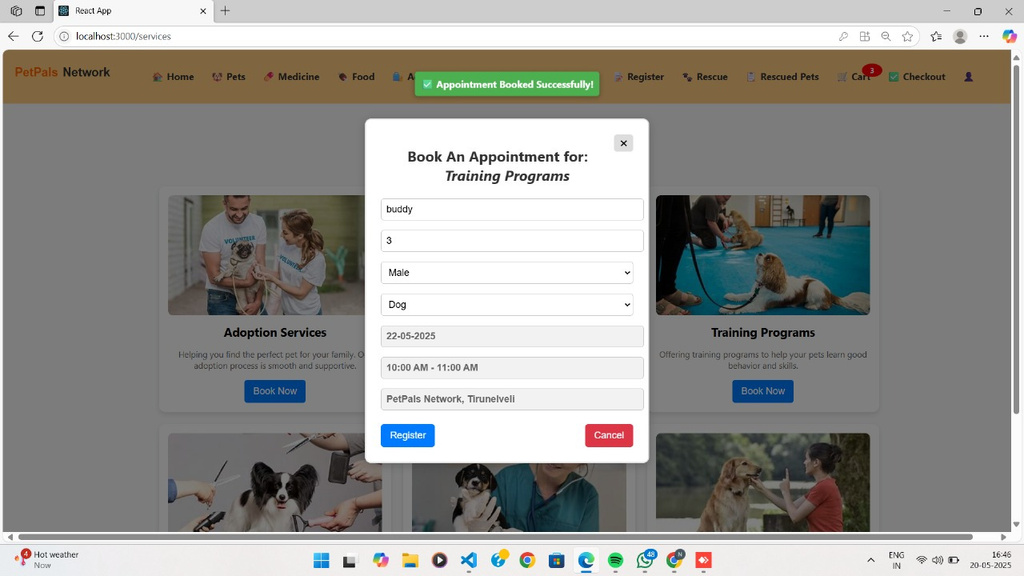 React App
localhost:3000/services
PetPals Network
Home
Pets
Medicine
Food
Register
Rescue
Rescued Pets
Cart
3
Checkout
✅ Appointment Booked Successfully!
Book An Appointment for:
Training Programs
buddy
3
Male
Dog
22-05-2025
10:00 AM - 11:00 AM
PetPals Network, Tirunelveli
Register
Cancel
VOLUNTEER
VOLUNTEER
Adoption Services
Helping you find the perfect pet for your family. O
adoption process is smooth and supportive.
Book Now
Training Programs
Offering training programs to help your pets learn good
behavior and skills.
Book Now
4
Hot weather
Now
48
N
ENG
IN
16:46
20-05-2025